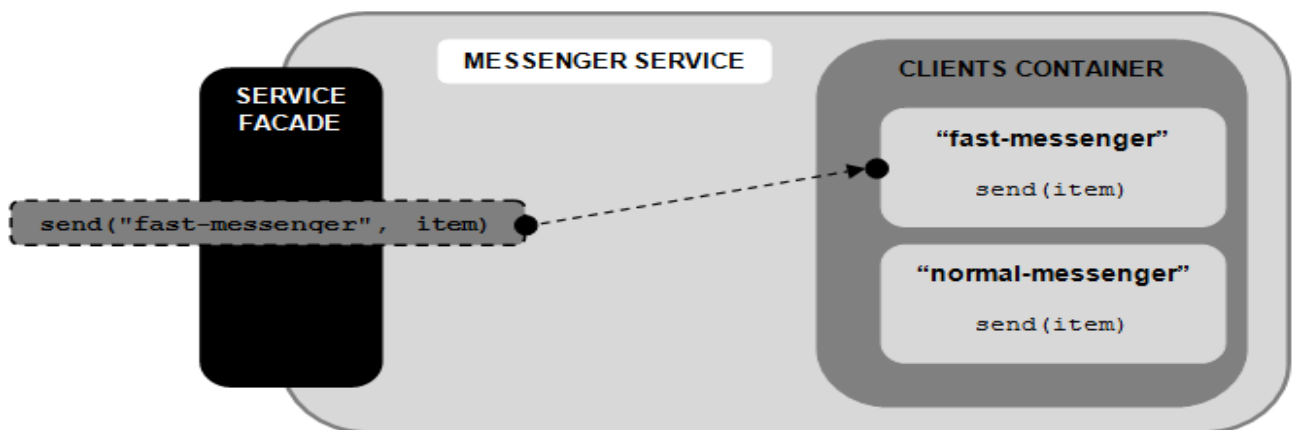 MESSENGER SERVICE
CLIENTS CONTAINER
SERVICE
FACADE
“fast-messenger”
send(item)
send("fast-messenger", item)
“normal-messenger”
send(item)